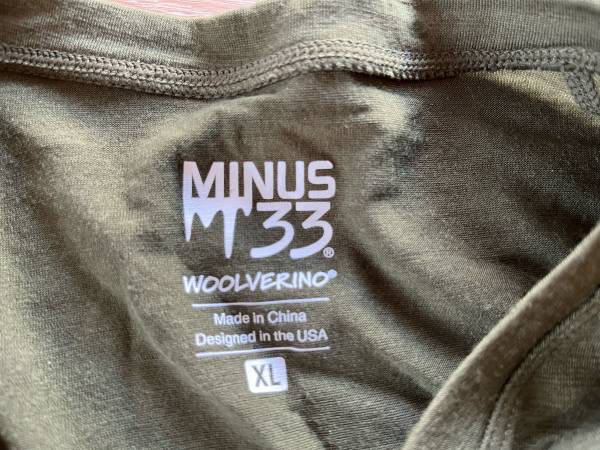 MINUS
33®
WOOLVERINO®
Made in China
Designed in the USA
XL